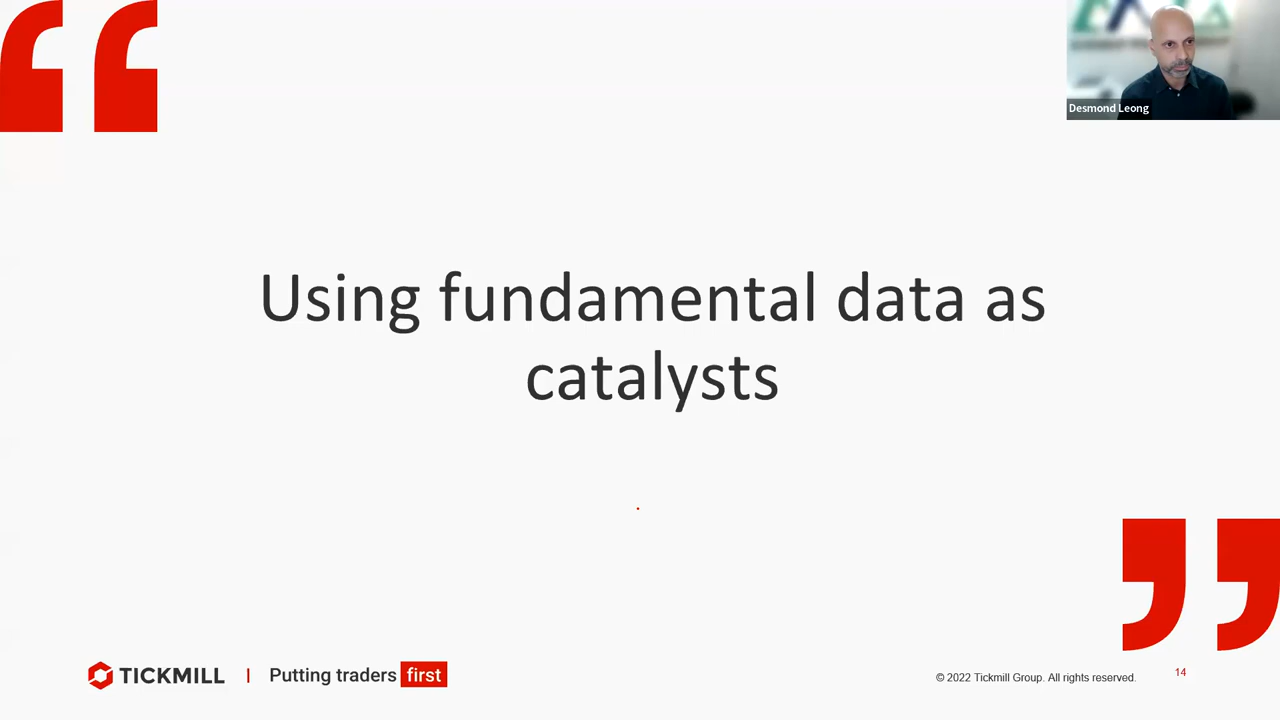 Desmond Leong
Using fundamental data as
catalysts
TICKMILL | Putting traders first
© 2022 Tickmill Group. All rights reserved.
14